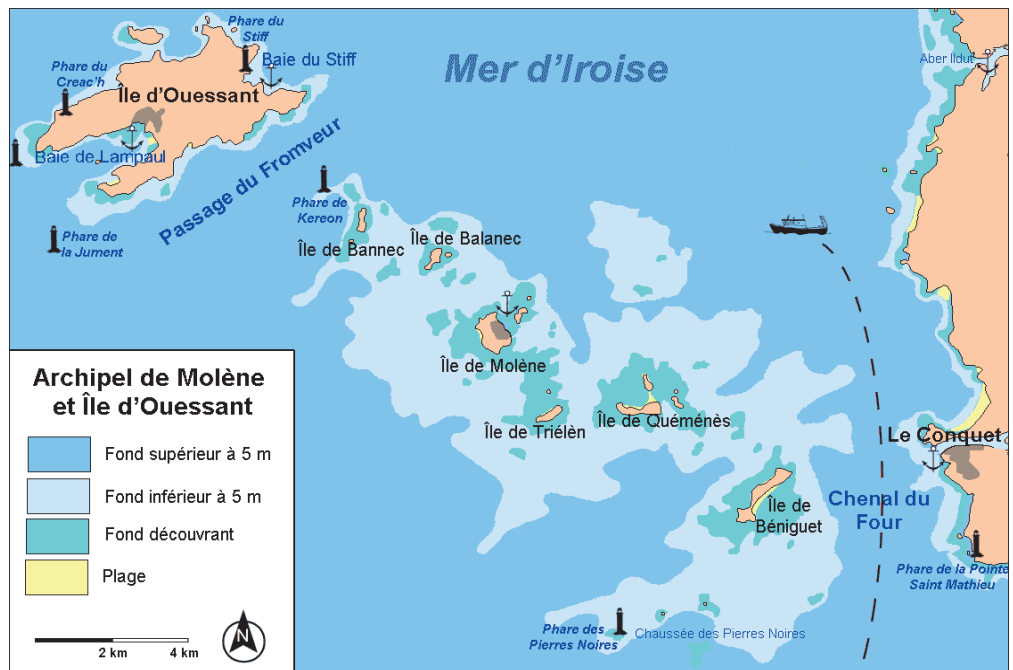 Phare du
Stiff
Baie du Stiff
Mer d'Iroise
Aber Ildut
Phare du
Creac'h
Île d'Ouessant
Baie de Lampaul
Passage du Fromveur
Phare de
Kereon
Phare de
la Jument
Île de Bannec
Île de Balanec
Île de Molène
Île de Triélèn
Île de Quéménès
Le Conquet
Île de
Béniguet
Chenal du
Four
Phare de la Pointe
Saint Mathieu
Phare des
Pierres Noires
Chaussée des Pierres Noires
Archipel de Molène
et Île d'Ouessant
Fond supérieur à 5 m
Fond inférieur à 5 m
Fond découvrant
Plage
2 km
4 km
N